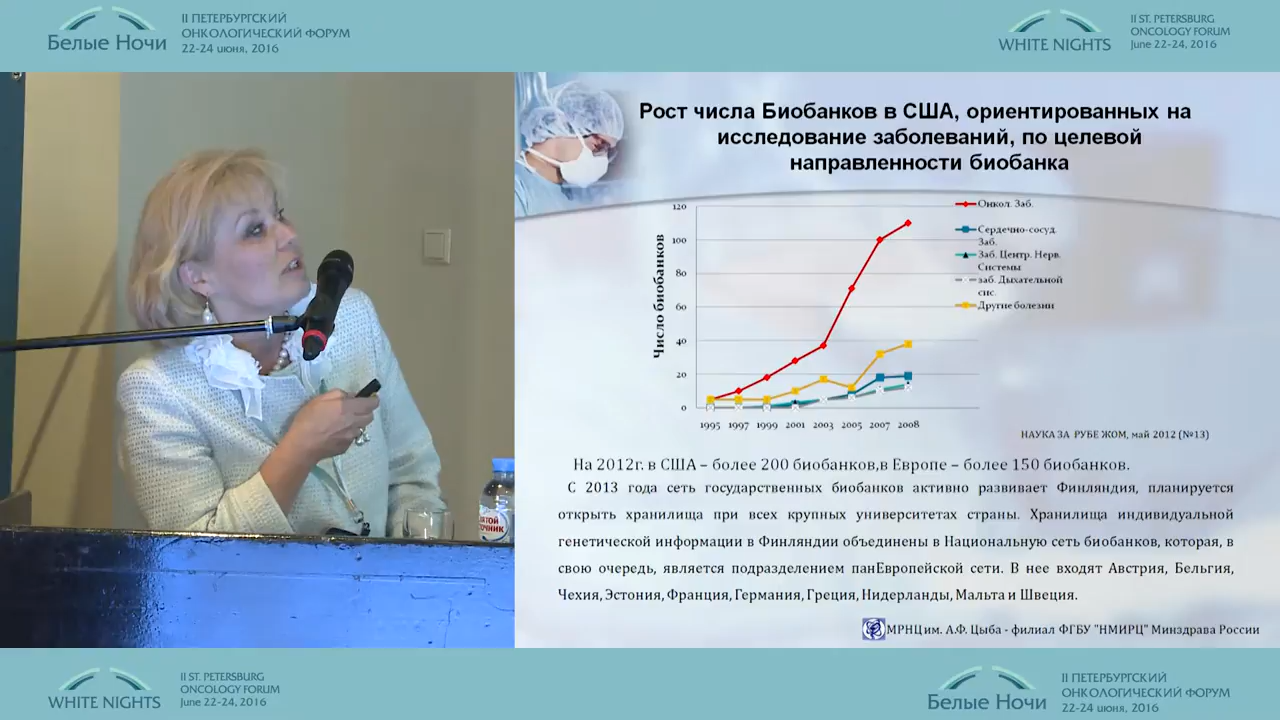 Белые Ночи
II ПЕТЕРБУРГСКИЙ
ОНКОЛОГИЧЕСКИЙ ФОРУМ
22-24 июня, 2016
WHITE NIGHTS
II ST. PETERSBURG
ONCOLOGY FORUM
June 22-24, 2016
Рост числа Биобанков в США, ориентированных на
исследование заболеваний, по целевой
направленности биобанка
Число биобанков
120
100
80
60
40
20
0
1995 1997 1999 2001 2003 2005 2007 2008
Онкол. Заб.
Сердечно-сосуд.
Заб.
Заб. Центр. Нерв.
Системы
заб. Дыхательной
сис.
Другие болезни
НАУКА ЗА РУБЕ ЖОМ, май 2012 (№13)
На 2012г. в США – более 200 биобанков,в Европе – более 150 биобанков.
С 2013 года сеть государственных биобанков активно развивает Финляндия, планируется
открыть хранилища при всех крупных университетах страны. Хранилища индивидуальной
генетической информации в Финляндии объединены в Национальную сеть биобанков, которая, в
свою очередь, является подразделением панЕвропейской сети. В нее входят Австрия, Бельгия,
Чехия, Эстония, Франция, Германия, Греция, Нидерланды, Мальта и Швеция.
МРНЦ им. А.Ф. Цыба - филиал ФГБУ "НМИРЦ" Минздрава России
WHITE NIGHTS
II ST. PETERSBURG
ONCOLOGY FORUM
June 22-24, 2016
Белые Ночи
II ПЕТЕРБУРГСКИЙ
ОНКОЛОГИЧЕСКИЙ ФОРУМ
22-24 июня, 2016